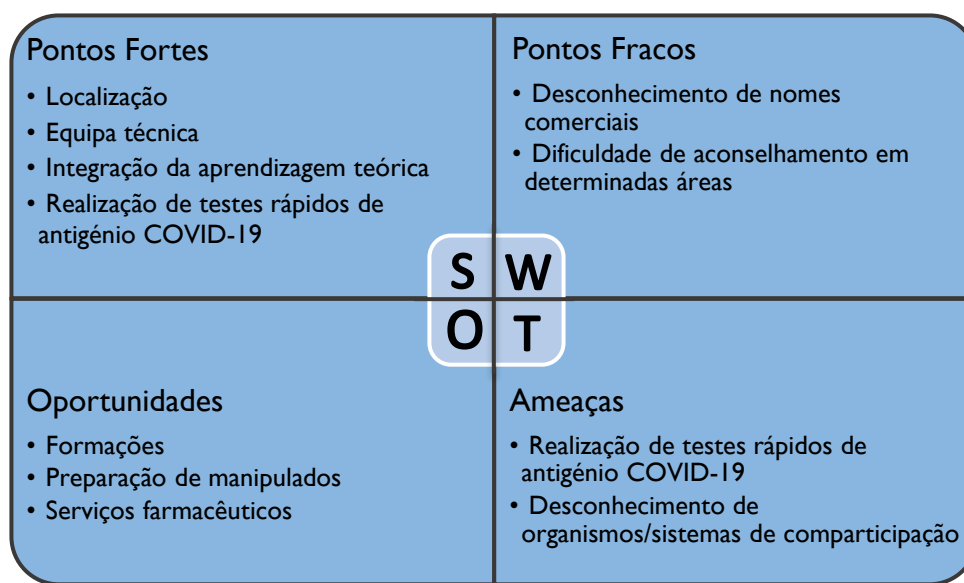 Pontos Fortes
• Localização
• Equipa técnica
• Integração da aprendizagem teórica
• Realização de testes rápidos de
antigénio COVID-19
Pontos Fracos
• Desconhecimento de nomes
comerciais
• Dificuldade de aconselhamento em
determinadas áreas
S W
O T
Oportunidades
• Formações
• Preparação de manipulados
• Serviços farmacêuticos
Ameaças
• Realização de testes rápidos de
antigénio COVID-19
• Desconhecimento de
organismos/sistemas de comparticipação